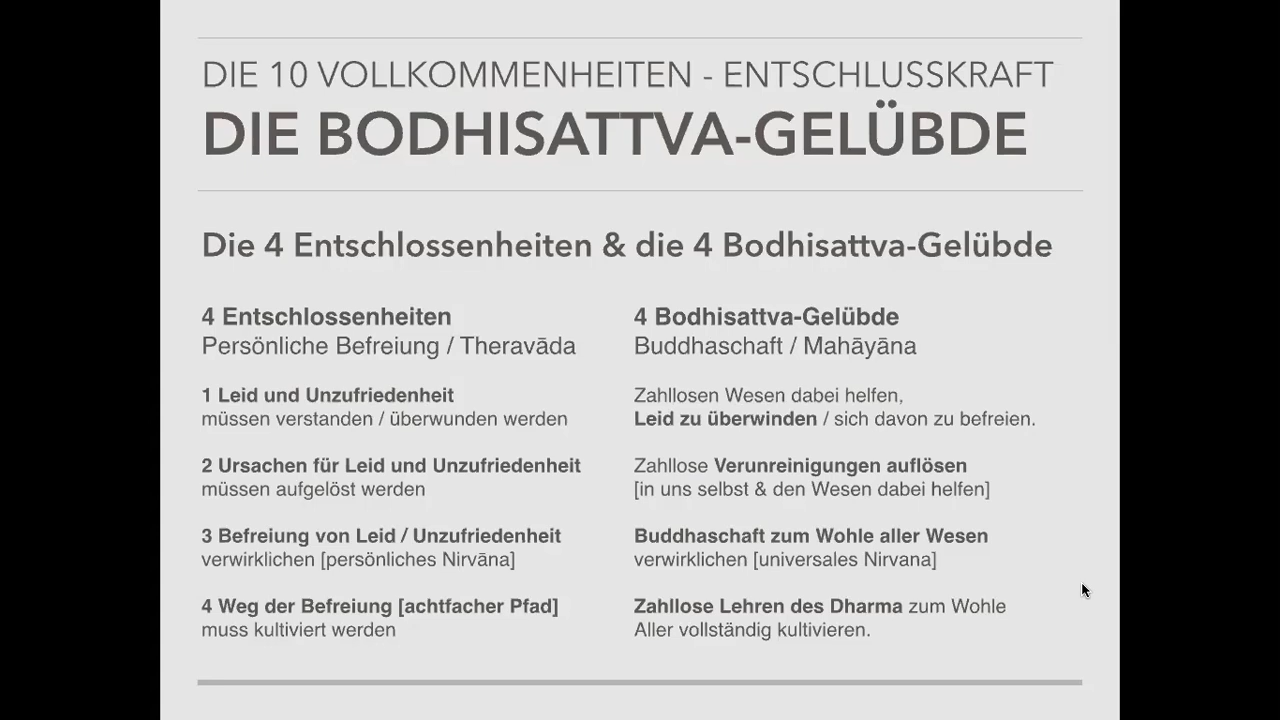 DIE 10 VOLLKOMMENHEITEN - ENTSCHLUSSKRAFT
DIE BODHISATTVA-GELÜBDE
Die 4 Entschlossenheiten & die 4 Bodhisattva-Gelübde
4 Entschlossenheiten
Persönliche Befreiung / Theravāda
1 Leid und Unzufriedenheit
müssen verstanden / überwunden werden
2 Ursachen für Leid und Unzufriedenheit
müssen aufgelöst werden
3 Befreiung von Leid / Unzufriedenheit
verwirklichen [persönliches Nirvāna]
4 Weg der Befreiung [achtfacher Pfad]
muss kultiviert werden
4 Bodhisattva-Gelübde
Buddhaschaft / Mahāyāna
Zahllosen Wesen dabei helfen,
Leid zu überwinden / sich davon zu befreien.
Zahllose Verunreinigungen auflösen
[in uns selbst & den Wesen dabei helfen]
Buddhaschaft zum Wohle aller Wesen
verwirklichen [universales Nirvana]
Zahllose Lehren des Dharma zum Wohle
Aller vollständig kultivieren.